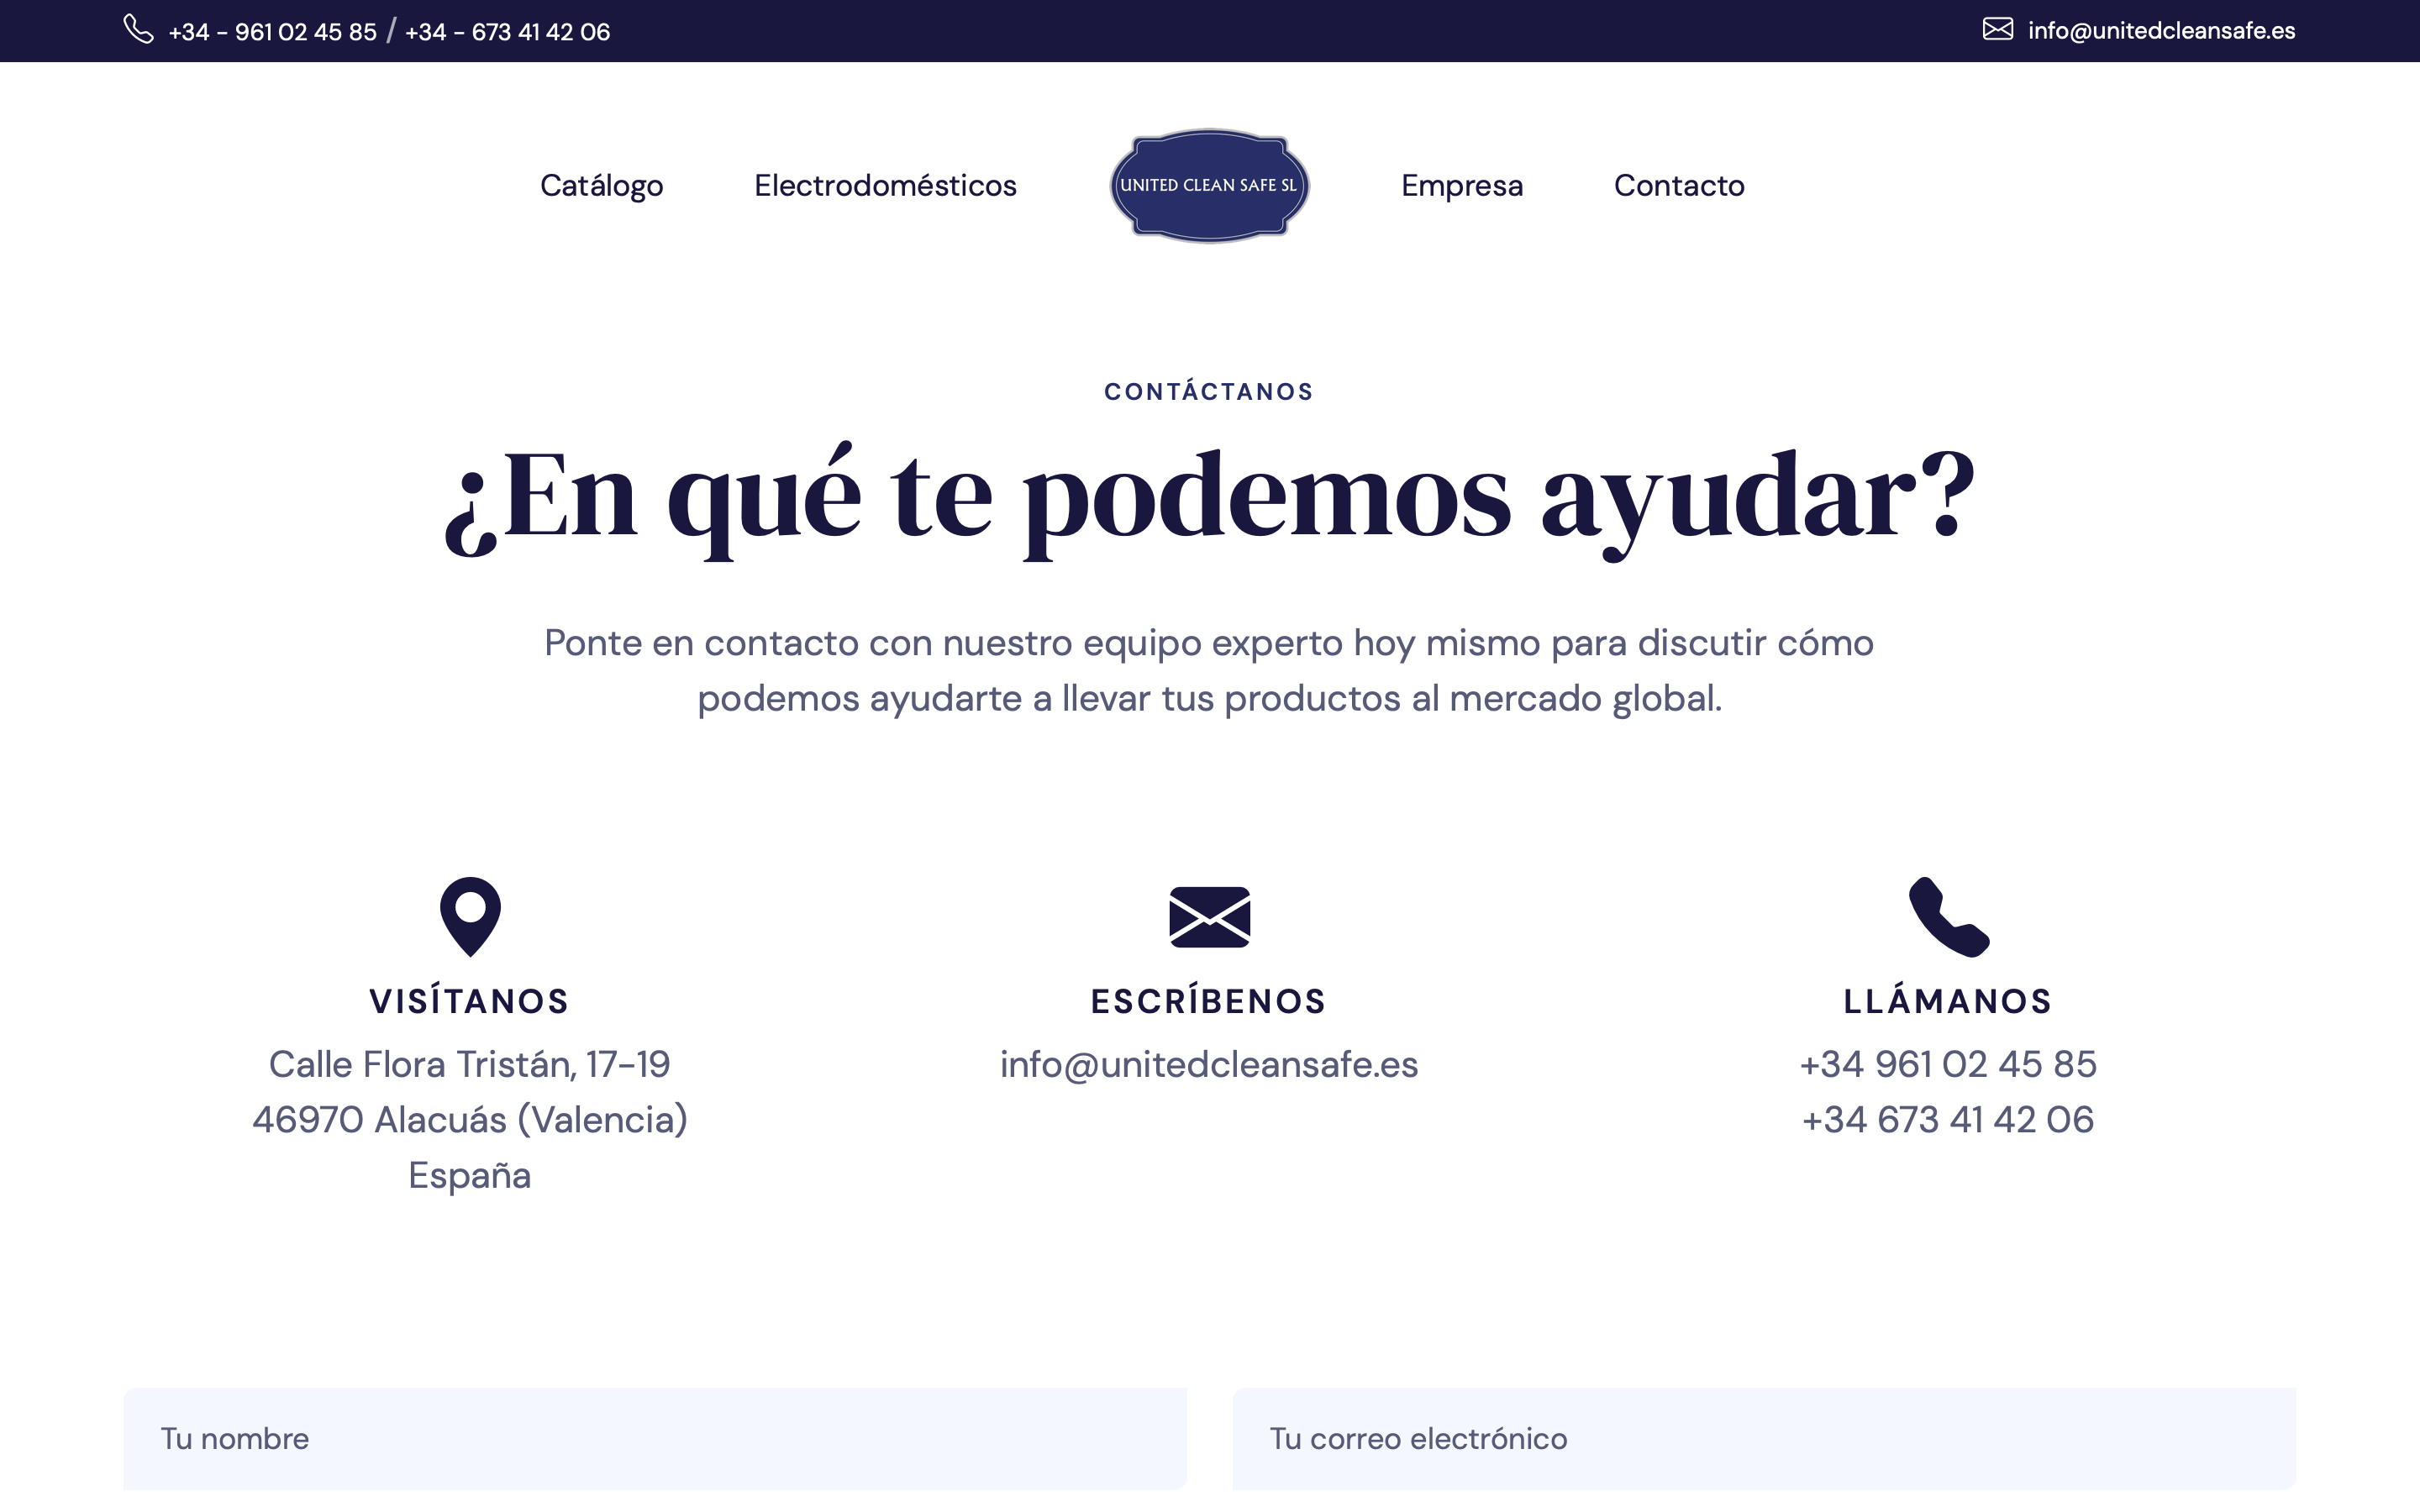 +34 - 961 02 45 85 / +34 - 673 41 42 06
info@unitedcleansafe.es
Catálogo
Electrodomésticos
UNITED CLEAN SAFE SL
Empresa
Contacto
CONTÁCTANOS
¿En qué te podemos ayudar?
Ponte en contacto con nuestro equipo experto hoy mismo para discutir cómo
podemos ayudarte a llevar tus productos al mercado global.
VISÍTANOS
Calle Flora Tristán, 17-19
46970 Alacuás (Valencia)
España
ESCRÍBENOS
info@unitedcleansafe.es
LLÁMANOS
+34 961 02 45 85
+34 673 41 42 06
Tu nombre
Tu correo electrónico